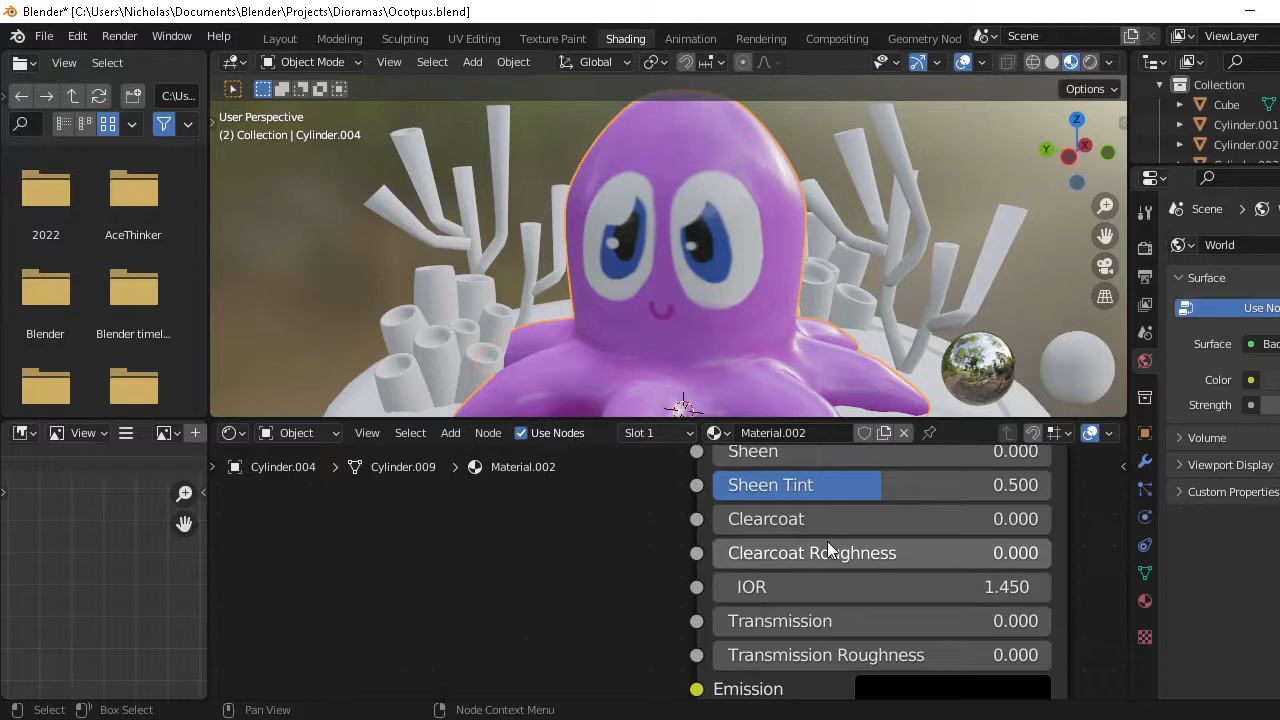 Blender* [C:\Users\Nicholas\Documents\Blender\Projects\Dioramas\Ocotpus.blend]
File Edit Render Window Help Layout Modeling Sculpting UV Editing Texture Paint Shading Animation Rendering Compositing Geometry Nod Scene ViewLayer
View Select Object Mode View Select Add Object Global
C:\Us... Options
User Perspective
(2) Collection | Cylinder.004
Z
Y X
2022 AceThinker
Blender Blender timel...
Collection
Cube
Cylinder.001
Cylinder.002
Scene World
World
Surface
Use No
Surface Bac
Color
Strength
Volume
Viewport Display
Custom Properties
View Object View Select Add Node Use Nodes Slot 1 Material.002
Cylinder.004 > Cylinder.009 > Material.002
Sheen 0.000
Sheen Tint 0.500
Clearcoat 0.000
Clearcoat Roughness 0.000
IOR 1.450
Transmission 0.000
Transmission Roughness 0.000
Emission
Select Box Select Pan View Node Context Menu